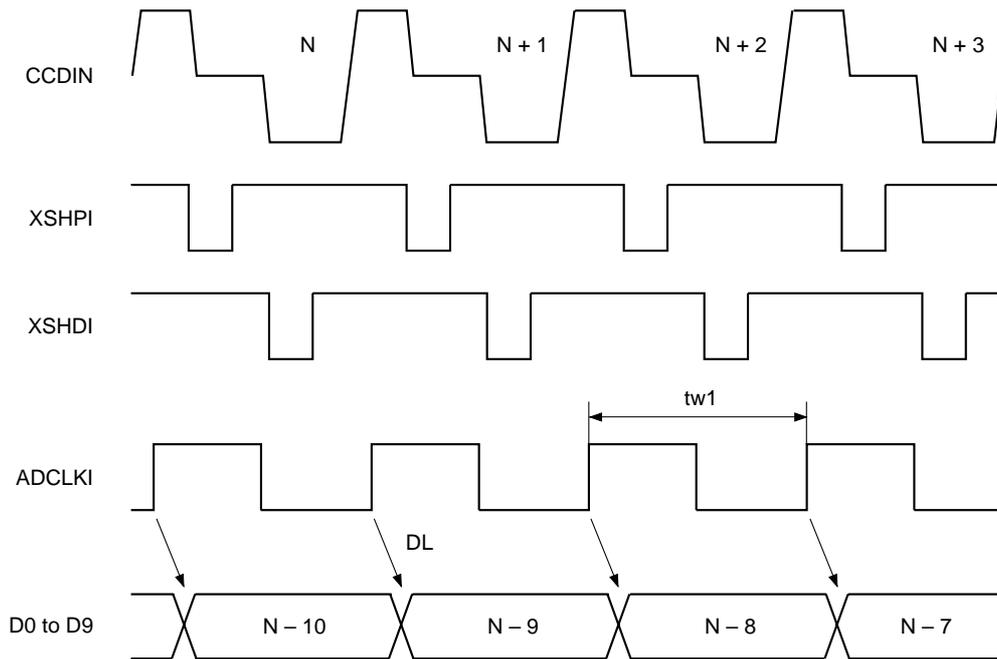 N N + 1 N + 2 N + 3
CCDIN
XSHPI
XSHDI
tw1
ADCLKI
DL
D0 to D9 N – 10 N – 9 N – 8 N – 7